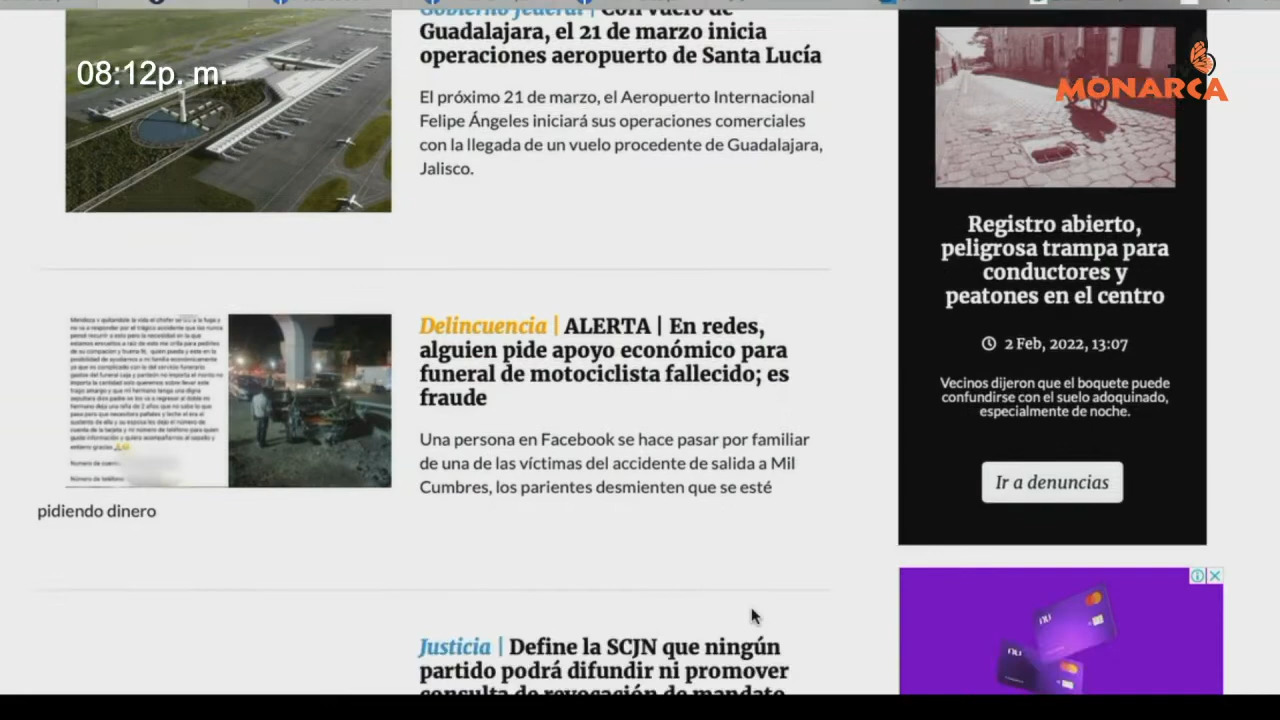 Gobierno federal | Con vuelo de
Guadalajara, el 21 de marzo inicia
operaciones aeropuerto de Santa Lucía
08:12p. m.
El próximo 21 de marzo, el Aeropuerto Internacional
Felipe Ángeles iniciará sus operaciones comerciales
con la llegada de un vuelo procedente de Guadalajara,
Jalisco.
Tv
MONARCA
Registro abierto,
peligrosa trampa para
conductores y
peatones en el centro
2 Feb, 2022, 13:07
Vecinos dijeron que el boquete puede
confundirse con el suelo adoquinado,
especialmente de noche.
Ir a denuncias
Delincuencia | ALERTA | En redes,
alguien pide apoyo económico para
funeral de motociclista fallecido; es
fraude
Una persona en Facebook se hace pasar por familiar
de una de las víctimas del accidente de salida a Mil
Cumbres, los parientes desmienten que se esté
pidiendo dinero
Justicia | Define la SCJN que ningún
partido podrá difundir ni promover
consulta de revocación de mandato
nu
nu